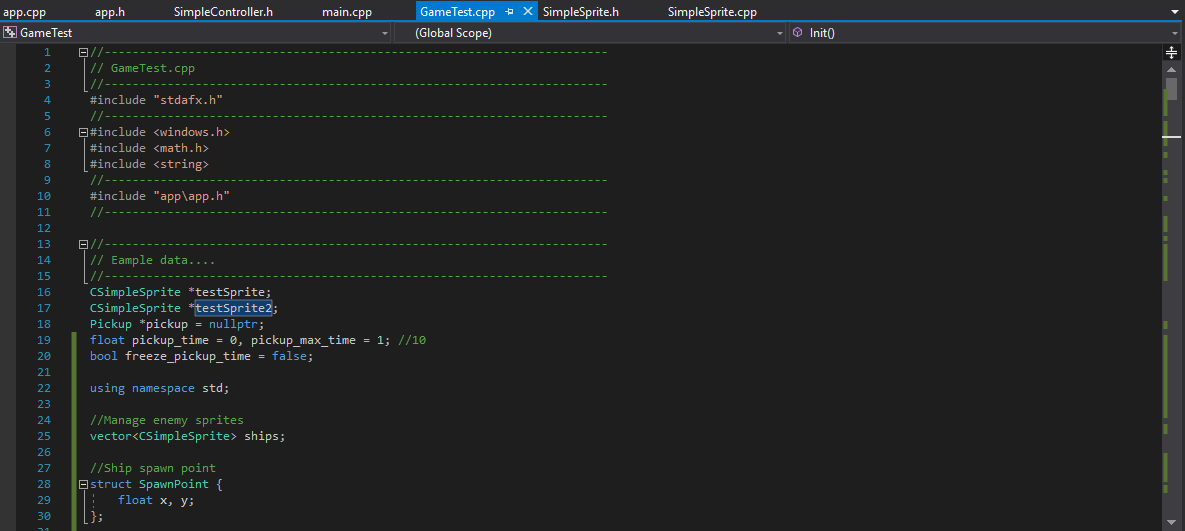 app.cpp app.h SimpleController.h main.cpp GameTest.cpp SimpleSprite.h SimpleSprite.cpp
GameTest (Global Scope) Init()
1 //------------------------------------------------------------------------
2 // GameTest.cpp
3 //------------------------------------------------------------------------
4 #include "stdafx.h"
5 //------------------------------------------------------------------------
6 #include <windows.h>
7 #include <math.h>
8 #include <string>
9 //------------------------------------------------------------------------
10 #include "app\app.h"
11 //------------------------------------------------------------------------
12
13 //------------------------------------------------------------------------
14 // Eample data....
15 //------------------------------------------------------------------------
16 CSimpleSprite *testSprite;
17 CSimpleSprite *testSprite2;
18 Pickup *pickup = nullptr;
19 float pickup_time = 0, pickup_max_time = 1; //10
20 bool freeze_pickup_time = false;
21
22 using namespace std;
23
24 //Manage enemy sprites
25 vector<CSimpleSprite> ships;
26
27 //Ship spawn point
28 struct SpawnPoint {
29 float x, y;
30 };
31